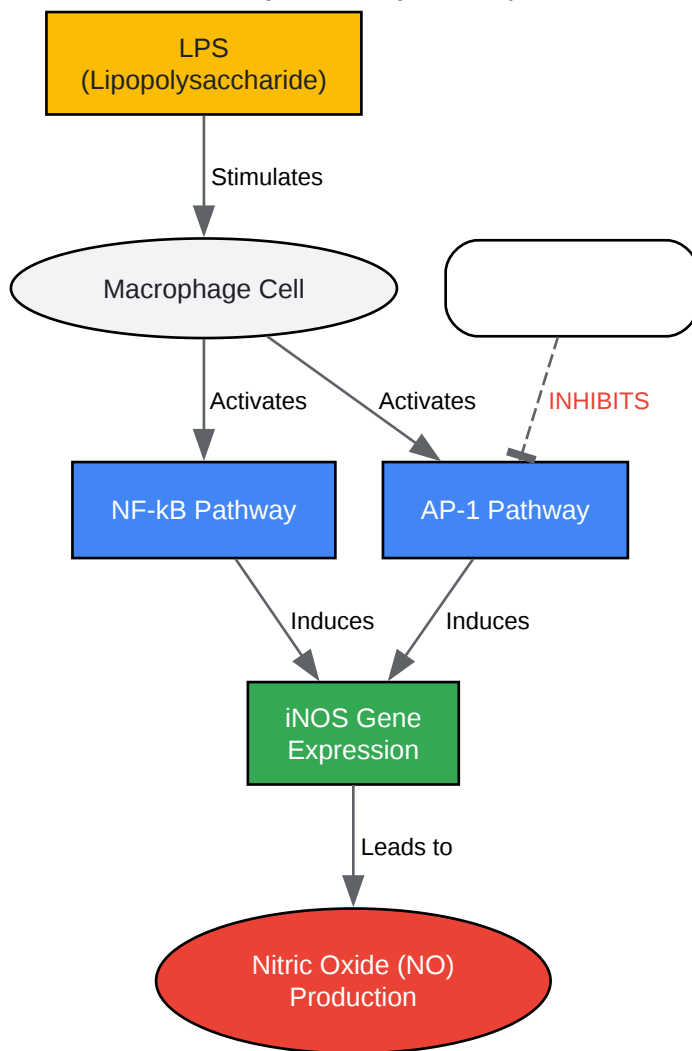 LPS
(Lipopolysaccharide)
Stimulates
Macrophage Cell
Activates
Activates
INHIBITS
NF-kB Pathway
AP-1 Pathway
Induces
Induces
iNOS Gene
Expression
Leads to
Nitric Oxide (NO)
Production